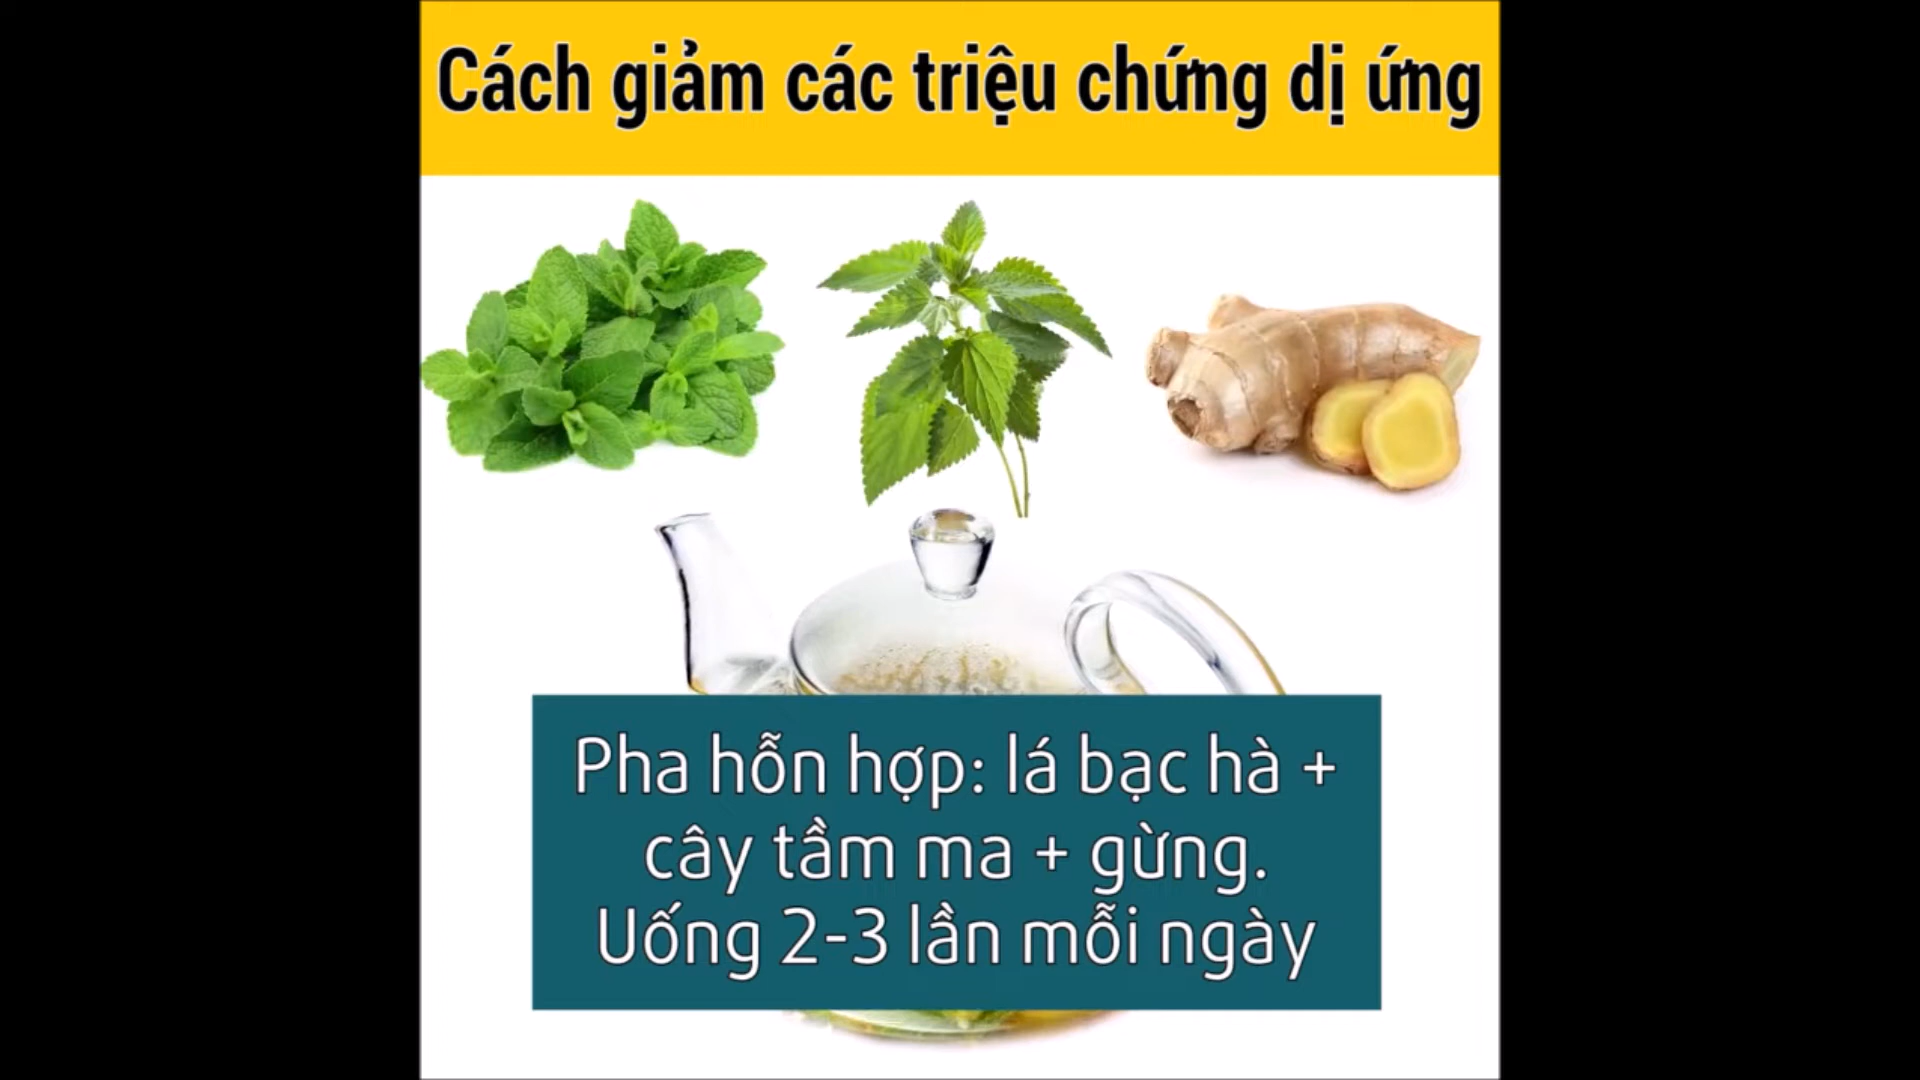 Cách giảm các triệu chứng dị ứng
Pha hỗn hợp: lá bạc hà +
cây tầm ma + gừng.
Uống 2-3 lần mỗi ngày